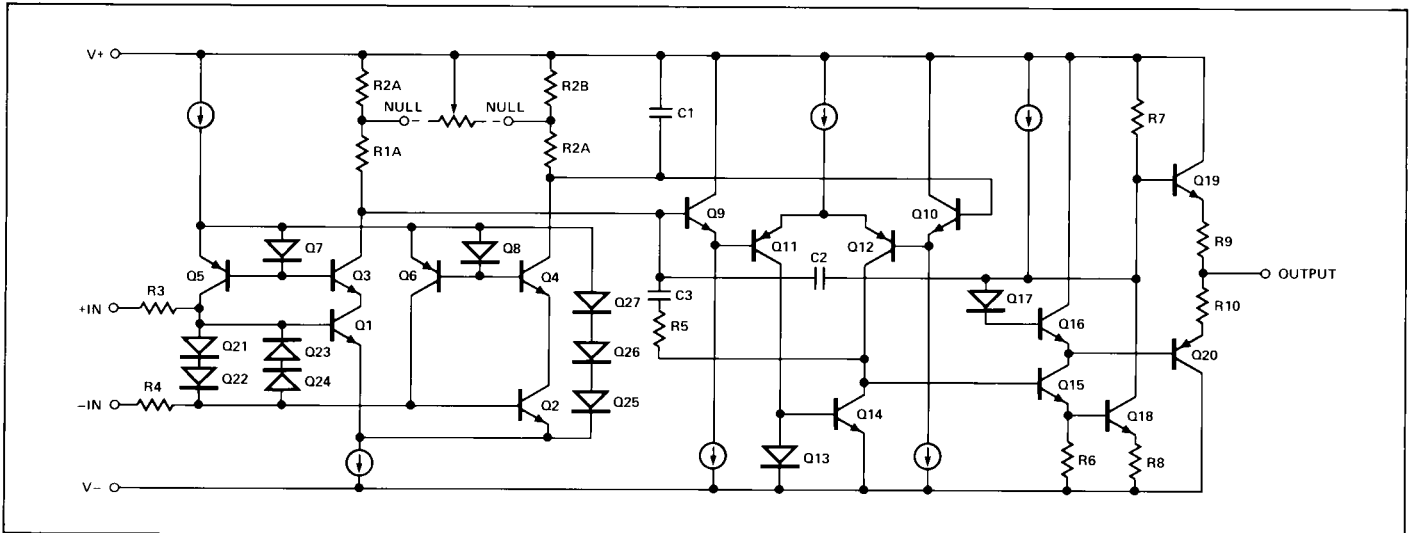 V+
R2A
NULL
NULL
R2B
C1
R1A
R2A
R7
Q19
Q9
Q10
Q7
Q8
Q11
Q12
Q5
Q3
Q6
Q4
C2
R9
OUTPUT
+IN
R3
Q27
C3
Q17
R10
Q1
R5
Q16
Q21
Q23
Q26
Q20
Q22
Q24
Q15
-IN
R4
Q25
Q2
Q14
Q18
Q13
R6
R8
V-